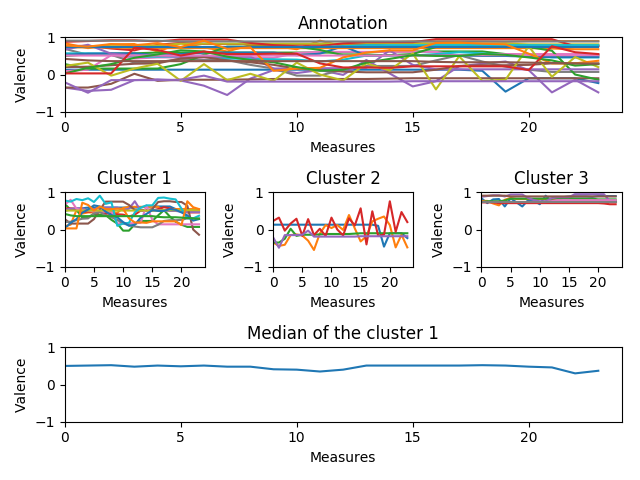 Annotation
Valence
1
0
−1
0 5 10 15 20
Measures
Cluster 1 Cluster 2 Cluster 3
Valence Valence Valence
1 1 1
0 0 0
−1 −1 −1
0 5 10 15 20 0 5 10 15 20 0 5 10 15 20
Measures Measures Measures
Median of the cluster 1
Valence
1
0
−1
0 5 10 15 20
Measures